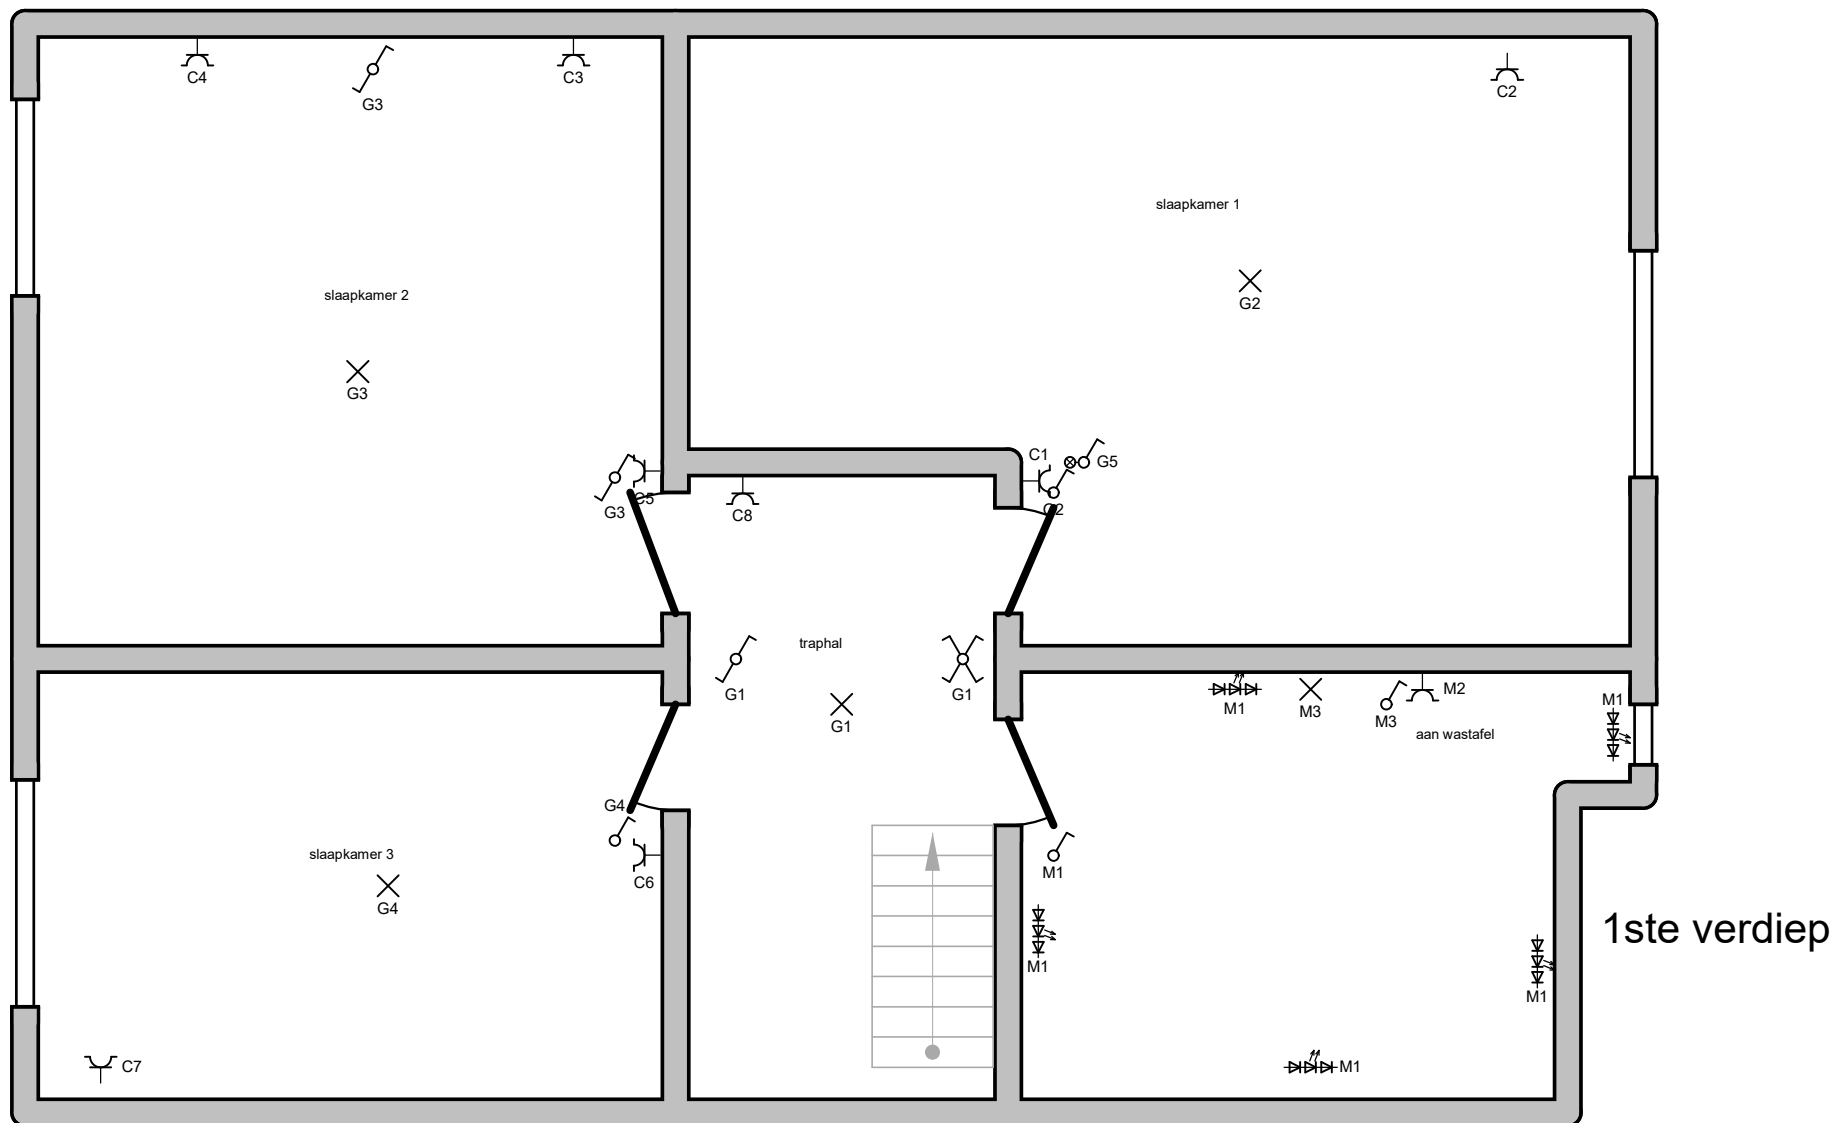 C4
G3
C3
C2
slaapkamer 1
G2
slaapkamer 2
G3
C1
G5
C5
G3
C8
G2
traphal
G1
G1
G1
M1
M3
M3
M2
M1
aan wastafel
G4
slaapkamer 3
C6
G4
M1
M1
M1
1ste verdiep
C7
M1